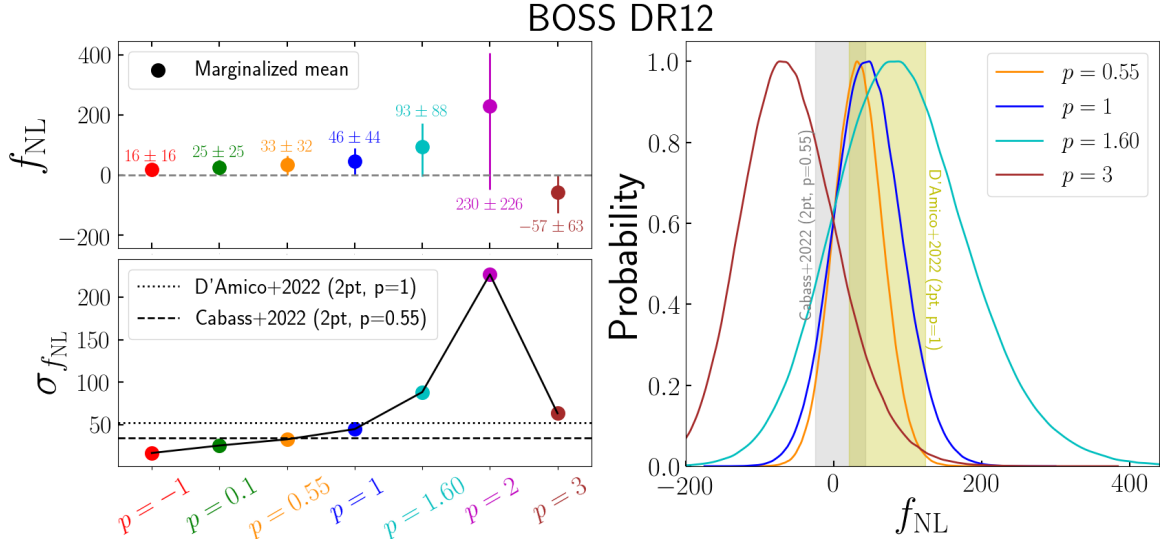 BOSS DR12
400
200
0
−200
f_NL
Marginalized mean
16 ± 16
25 ± 25
33 ± 32
46 ± 44
93 ± 88
230 ± 226
−57 ± 63
200
150
100
50
σ_{f_NL}
D'Amico+2022 (2pt, p=1)
Cabass+2022 (2pt, p=0.55)
p = −1
p = 0.1
p = 0.55
p = 1
p = 1.60
p = 2
p = 3
1.0
0.8
0.6
0.4
0.2
0.0
Probability
Cabass+2022 (2pt, p=0.55)
D'Amico+2022 (2pt, p=1)
p = 0.55
p = 1
p = 1.60
p = 3
−200
0
200
400
f_NL